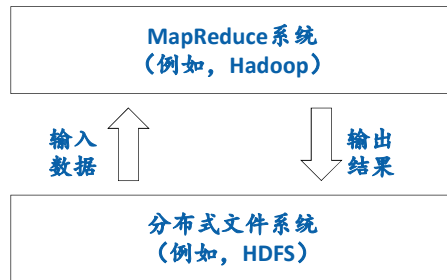 MapReduce系统
（例如，Hadoop）
输入
数据
输出
结果
分布式文件系统
（例如，HDFS）